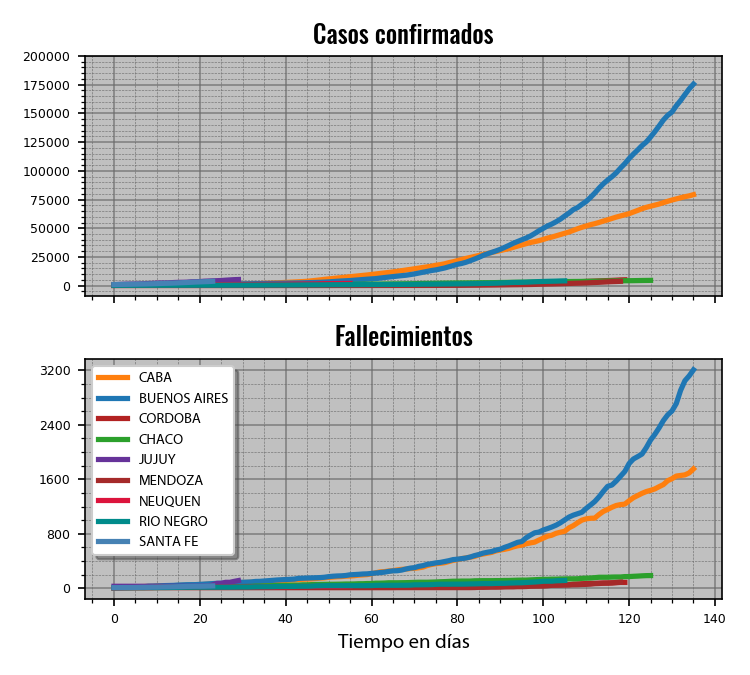 Casos confirmados
200000
175000
150000
125000
100000
75000
50000
25000
0
Fallecimientos
3200
2400
1600
800
0
CABA
BUENOS AIRES
CORDOBA
CHACO
JUJUY
MENDOZA
NEUQUEN
RIO NEGRO
SANTA FE
0 20 40 60 80 100 120 140
Tiempo en días